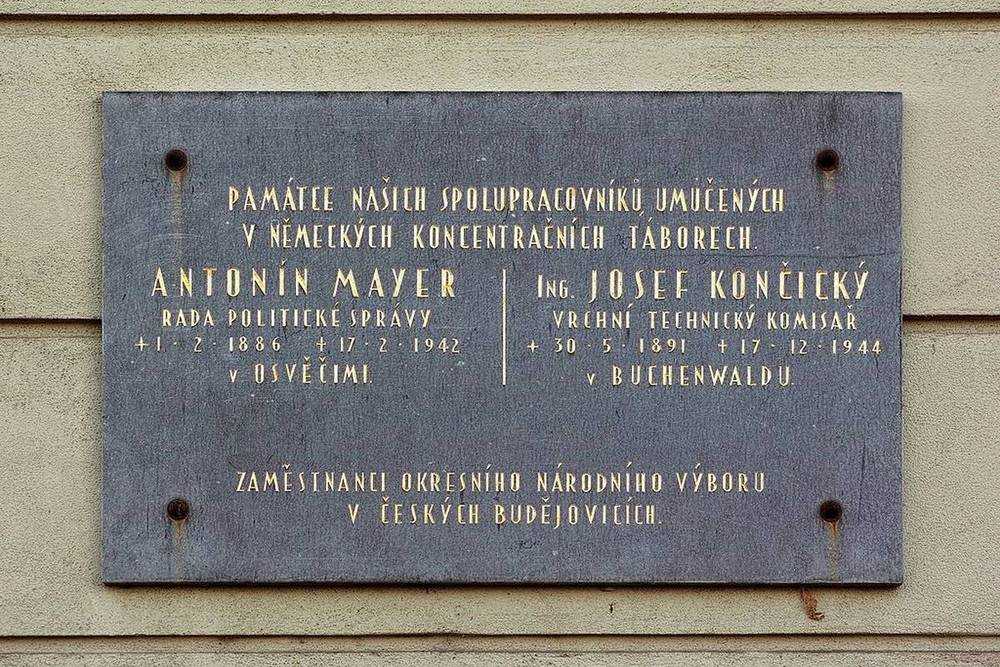 PAMÁTCE NAŠICH SPOLUPRACOVNÍKŮ UMUČENÝCH
V NĚMECKÝCH KONCENTRAČNÍCH TÁBORECH.
ANTONÍN MAYER
RADA POLITICKÉ SPRÁVY
+1·2·1886 +17·2·1942
V OSVĚČIMI.
ING. JOSEF KONČICKÝ
VRCHNÍ TECHNICKÝ KOMISAŘ
+30·5·1891 +17·12·1944
V BUCHENWALDU.
ZAMĚSTNANCI OKRESNÍHO NÁRODNÍHO VÝBORU
V ČESKÝCH BUDĚJOVICÍCH.